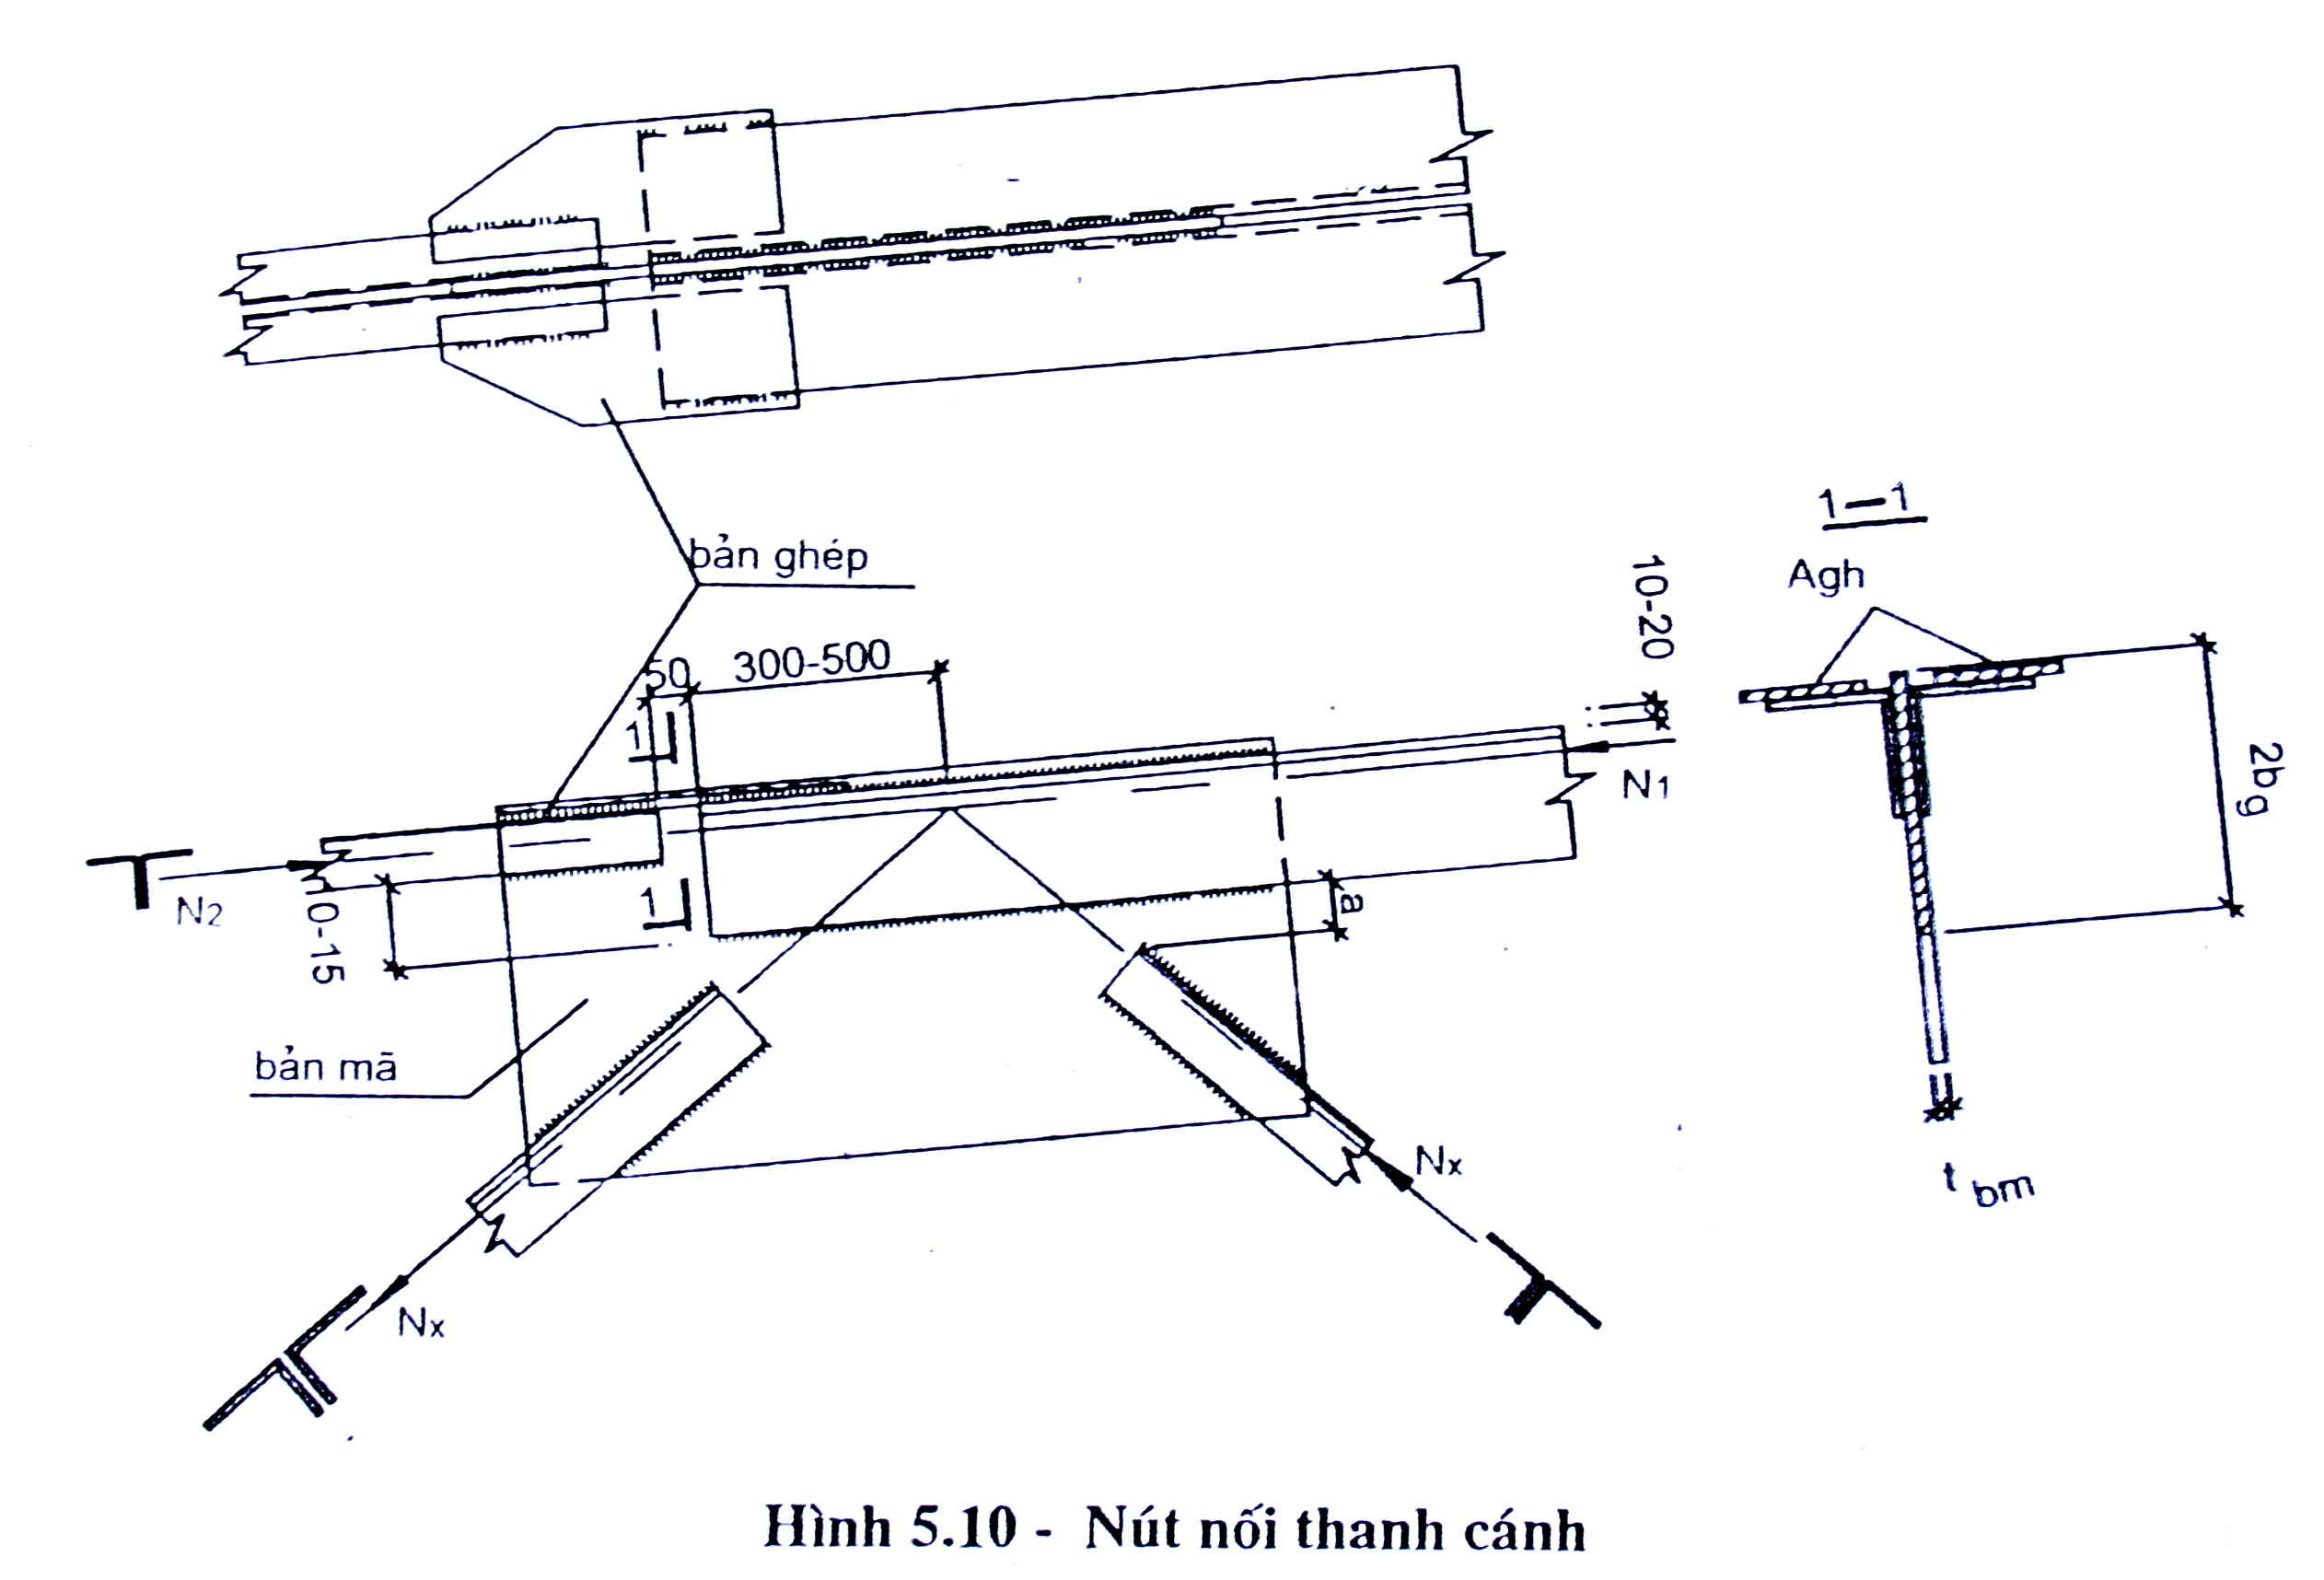 bản ghép
50
300-500
1
1
10-20
N1
N2
10-15
a
bản mã
Nx
Nx
1-1
Agh
2bg
t bm
Hình 5.10 - Nút nối thanh cánh